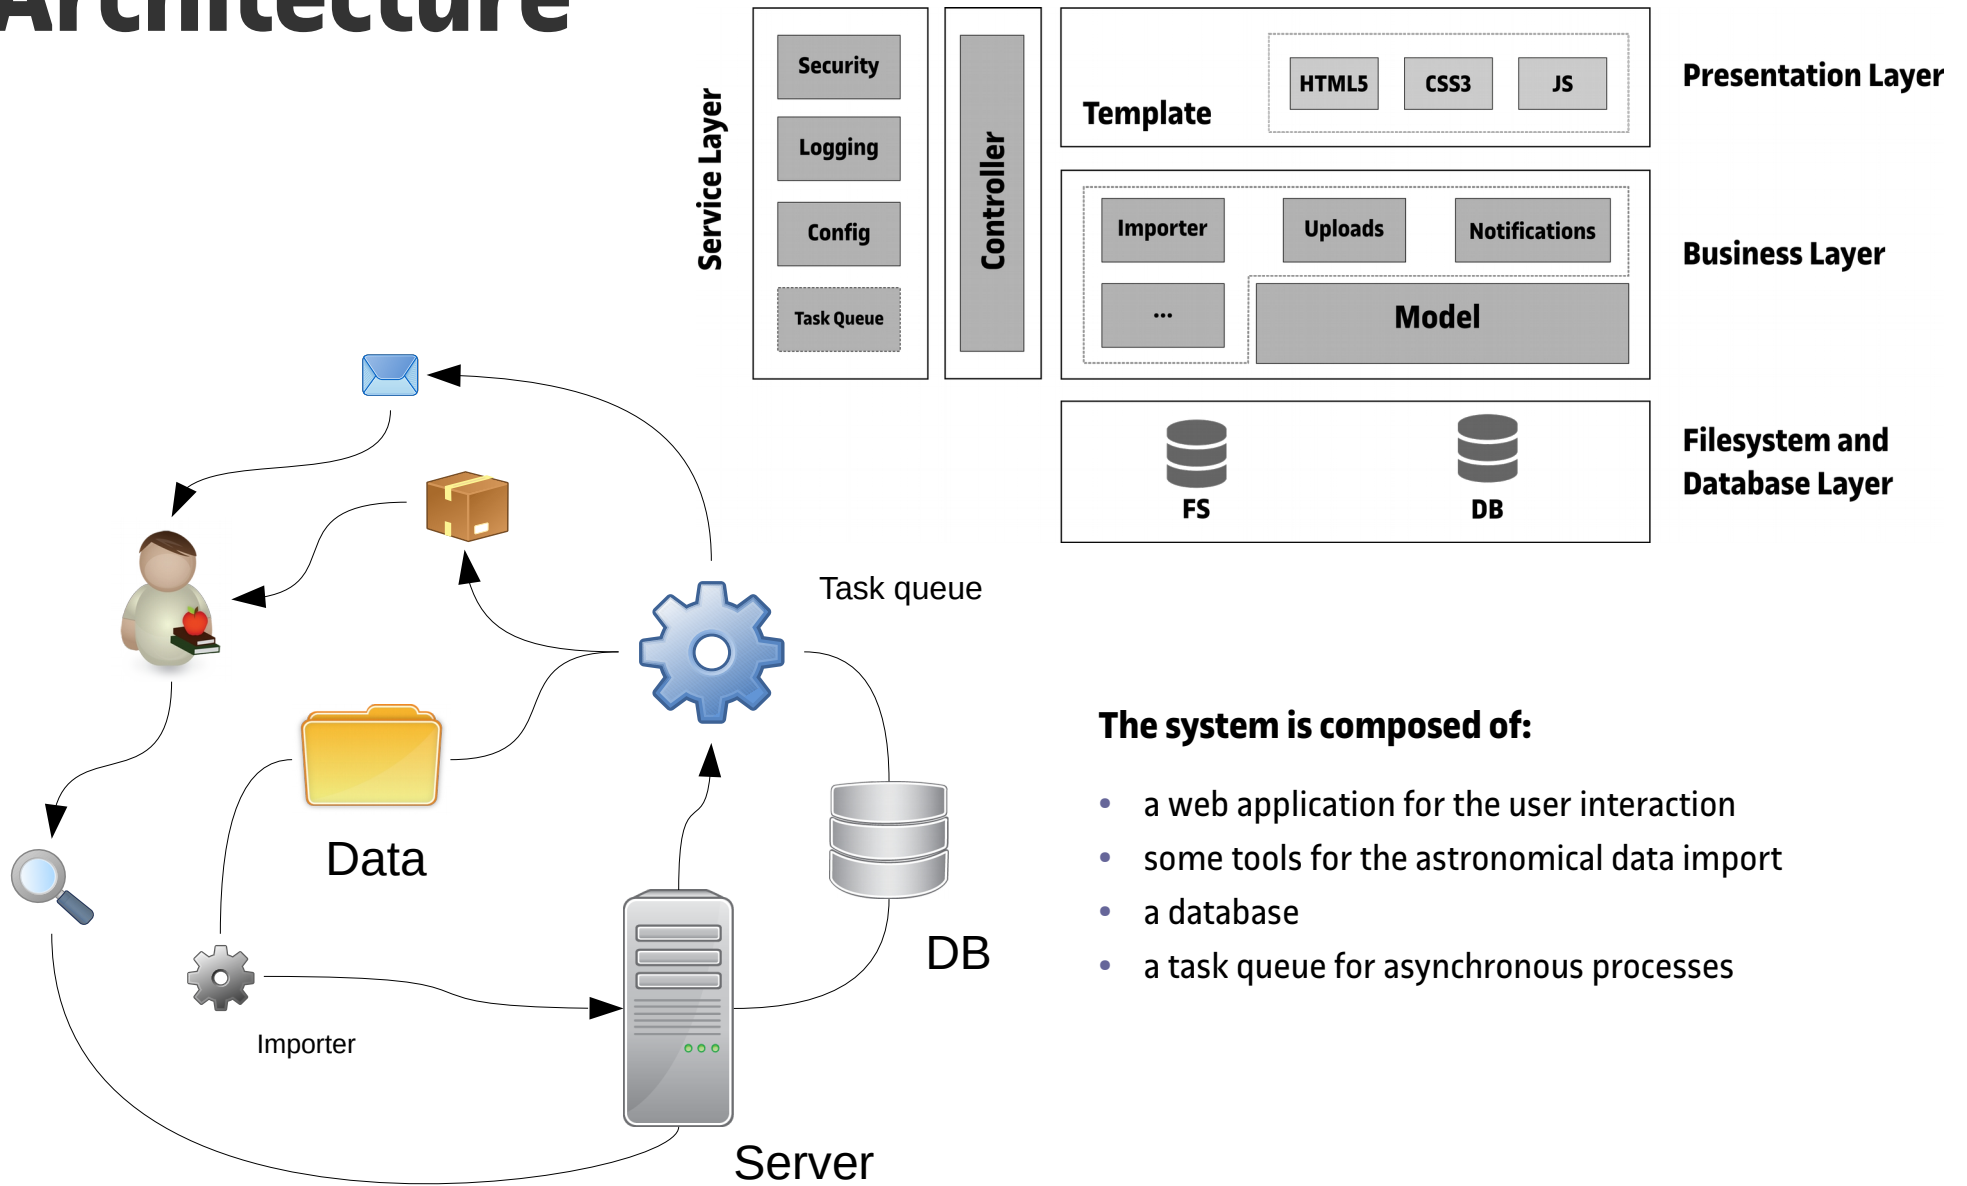 Architecture
Service Layer
Security
Logging
Config
Task Queue
Controller
Template
HTML5
CSS3
JS
Presentation Layer
Importer
Uploads
Notifications
...
Model
Business Layer
FS
DB
Filesystem and
Database Layer
Task queue
Data
DB
Importer
Server
The system is composed of:
• a web application for the user interaction
• some tools for the astronomical data import
• a database
• a task queue for asynchronous processes